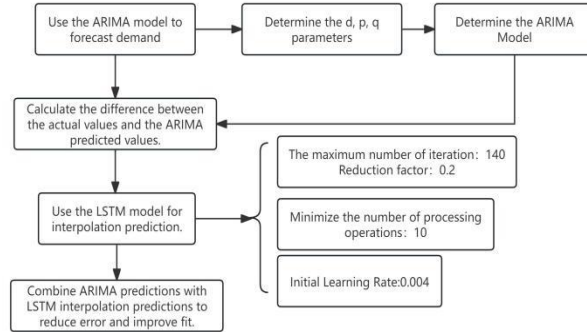 Use the ARIMA model to
forecast demand
Determine the d, p, q
parameters
Determine the ARIMA
Model
Calculate the difference between
the actual values and the ARIMA
predicted values.
The maximum number of iteration: 140
Reduction factor: 0.2
Use the LSTM model for
interpolation prediction.
Minimize the number of processing
operations: 10
Initial Learning Rate:0.004
Combine ARIMA predictions with
LSTM interpolation predictions to
reduce error and improve fit.